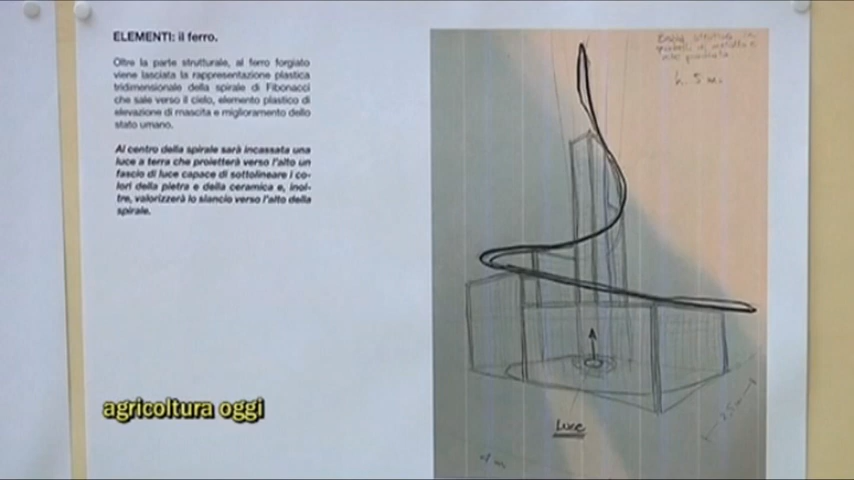 ELEMENTI: il ferro.
Oltre la parte strutturale, al ferro forgiato
viene lasciata la rappresentazione plastica
tridimensionale della spirale di Fibonacci
che sale verso il cielo, elemento plastico di
elevazione di nascita e miglioramento dello
stato umano.
Al centro della spirale sarà incassata una
luce a terra che proietterà verso l'alto un
fascio di luce capace di sottolineare i co-
lori della pietra e della ceramica e, inol-
tre, valorizzerà lo slancio verso l'alto della
spirale.
h. 5 m.
Luce
agricoltura oggi